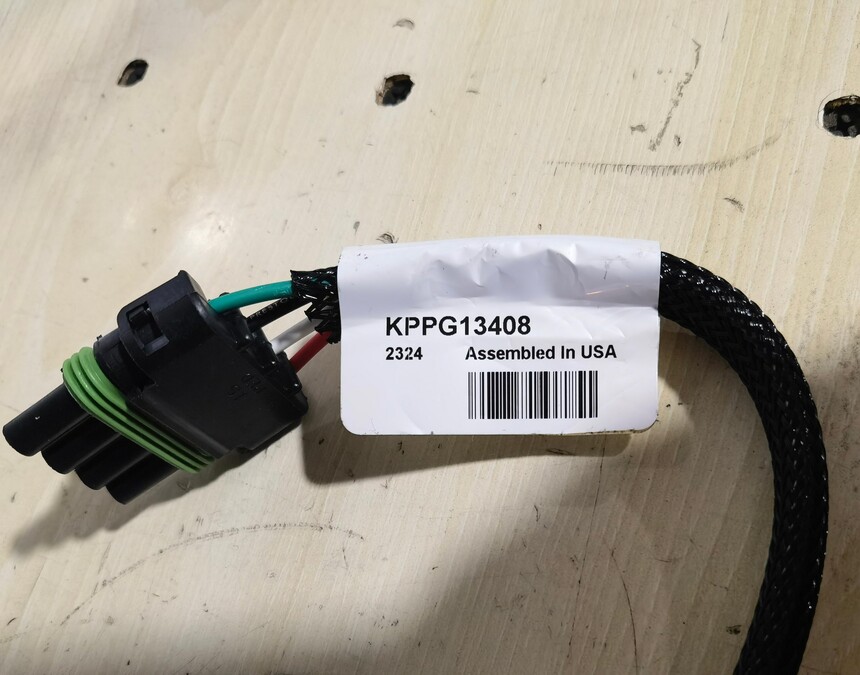 KPPG13408
2324 Assembled In USA